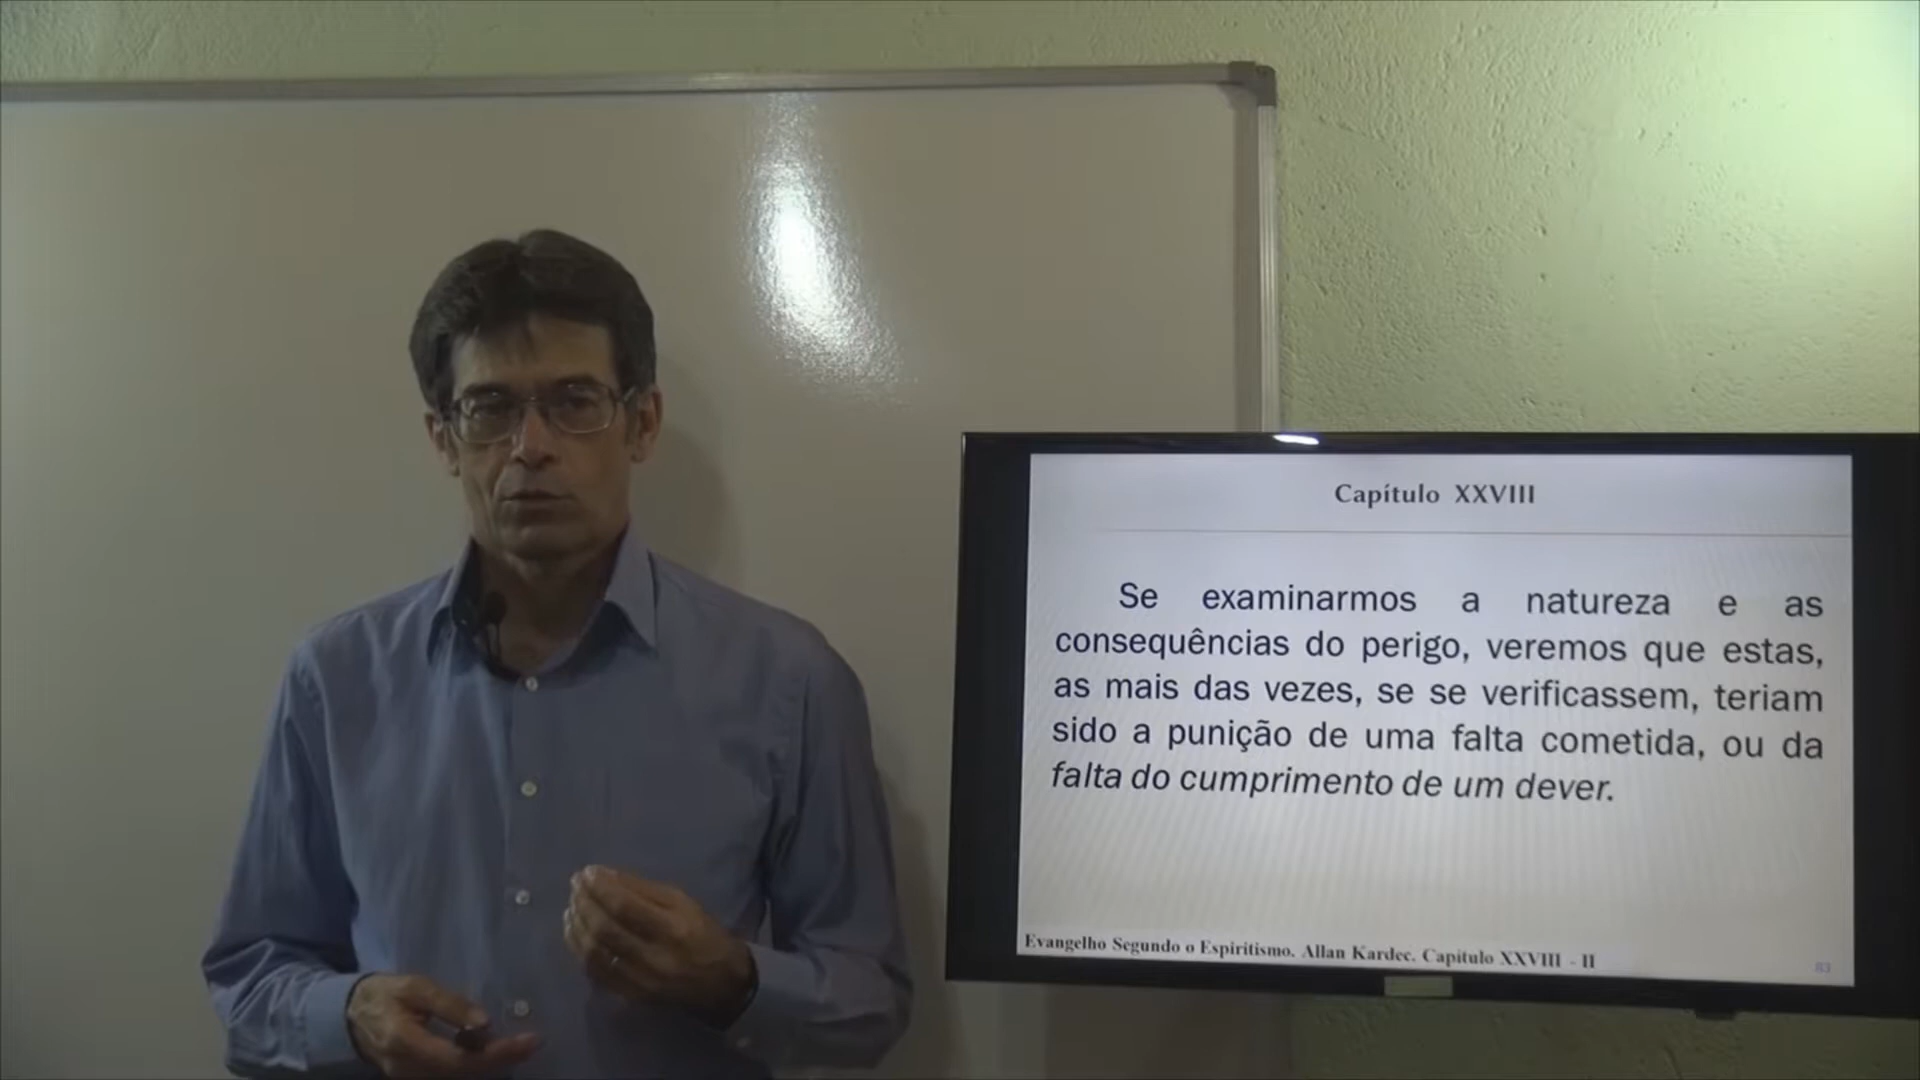 Capítulo XXVIII
Se examinarmos a natureza e as
consequências do perigo, veremos que estas,
as mais das vezes, se se verificassem, teriam
sido a punição de uma falta cometida, ou da
falta do cumprimento de um dever.
Evangelho Segundo o Espiritismo. Allan Kardec. Capitulo XXVIII - II
83